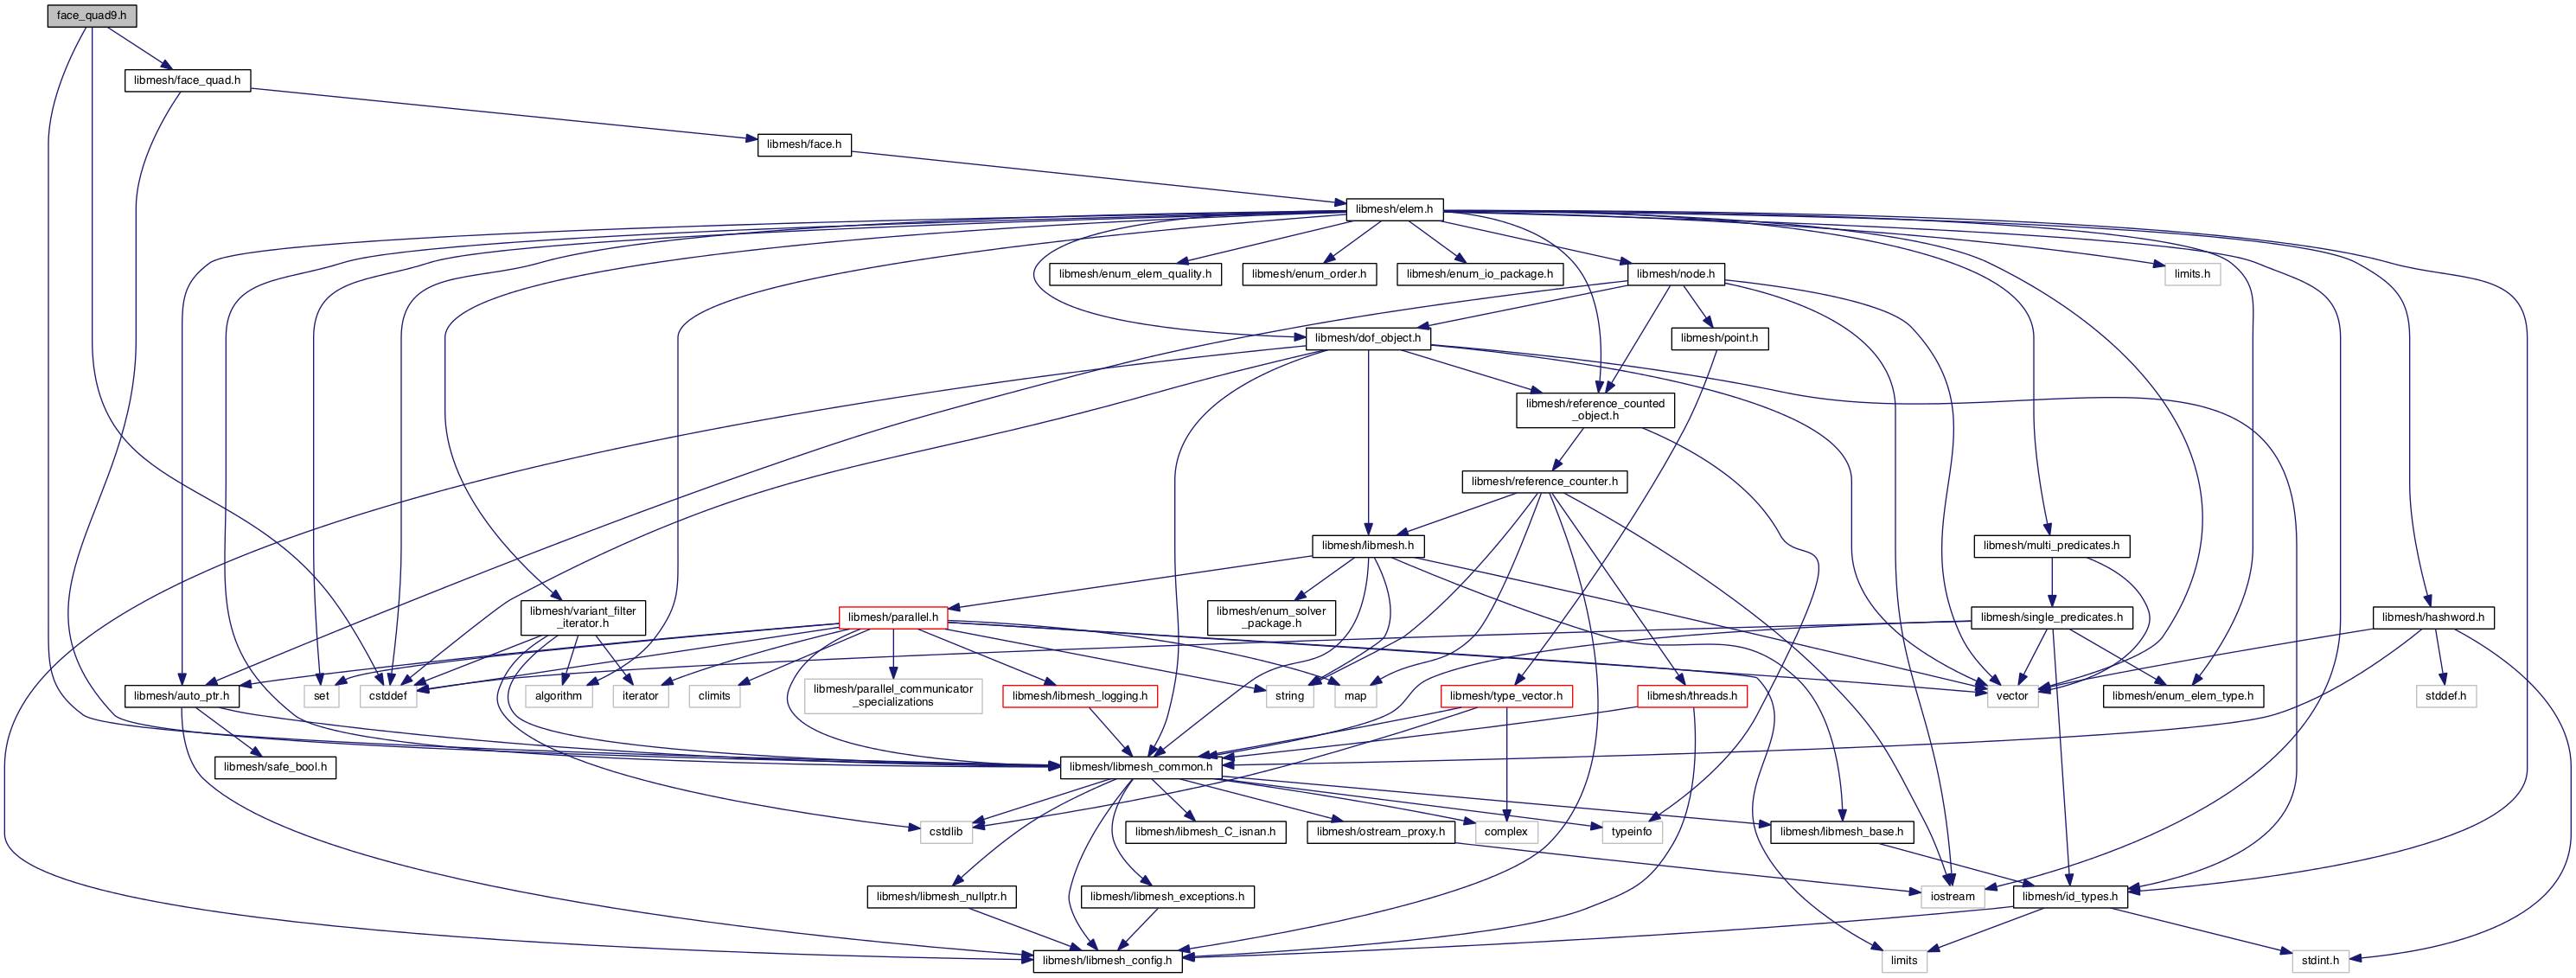 face_quad9.h
libmesh/face_quad.h
libmesh/face.h
libmesh/elem.h
libmesh/enum_elem_quality.h
libmesh/enum_order.h
libmesh/enum_io_package.h
libmesh/node.h
limits.h
libmesh/dof_object.h
libmesh/point.h
libmesh/reference_counted
_object.h
libmesh/reference_counter.h
libmesh/libmesh.h
libmesh/multi_predicates.h
libmesh/variant_filter
_iterator.h
libmesh/parallel.h
libmesh/enum_solver
_package.h
libmesh/single_predicates.h
libmesh/hashword.h
libmesh/auto_ptr.h
set
cstddef
algorithm
iterator
climits
libmesh/parallel_communicator
_specializations
libmesh/libmesh_logging.h
string
map
libmesh/type_vector.h
libmesh/threads.h
vector
libmesh/enum_elem_type.h
stddef.h
libmesh/safe_bool.h
libmesh/libmesh_common.h
cstdlib
libmesh/libmesh_C_isnan.h
libmesh/ostream_proxy.h
complex
typeinfo
libmesh/libmesh_base.h
libmesh/libmesh_nullptr.h
libmesh/libmesh_exceptions.h
iostream
libmesh/id_types.h
libmesh/libmesh_config.h
limits
stdint.h